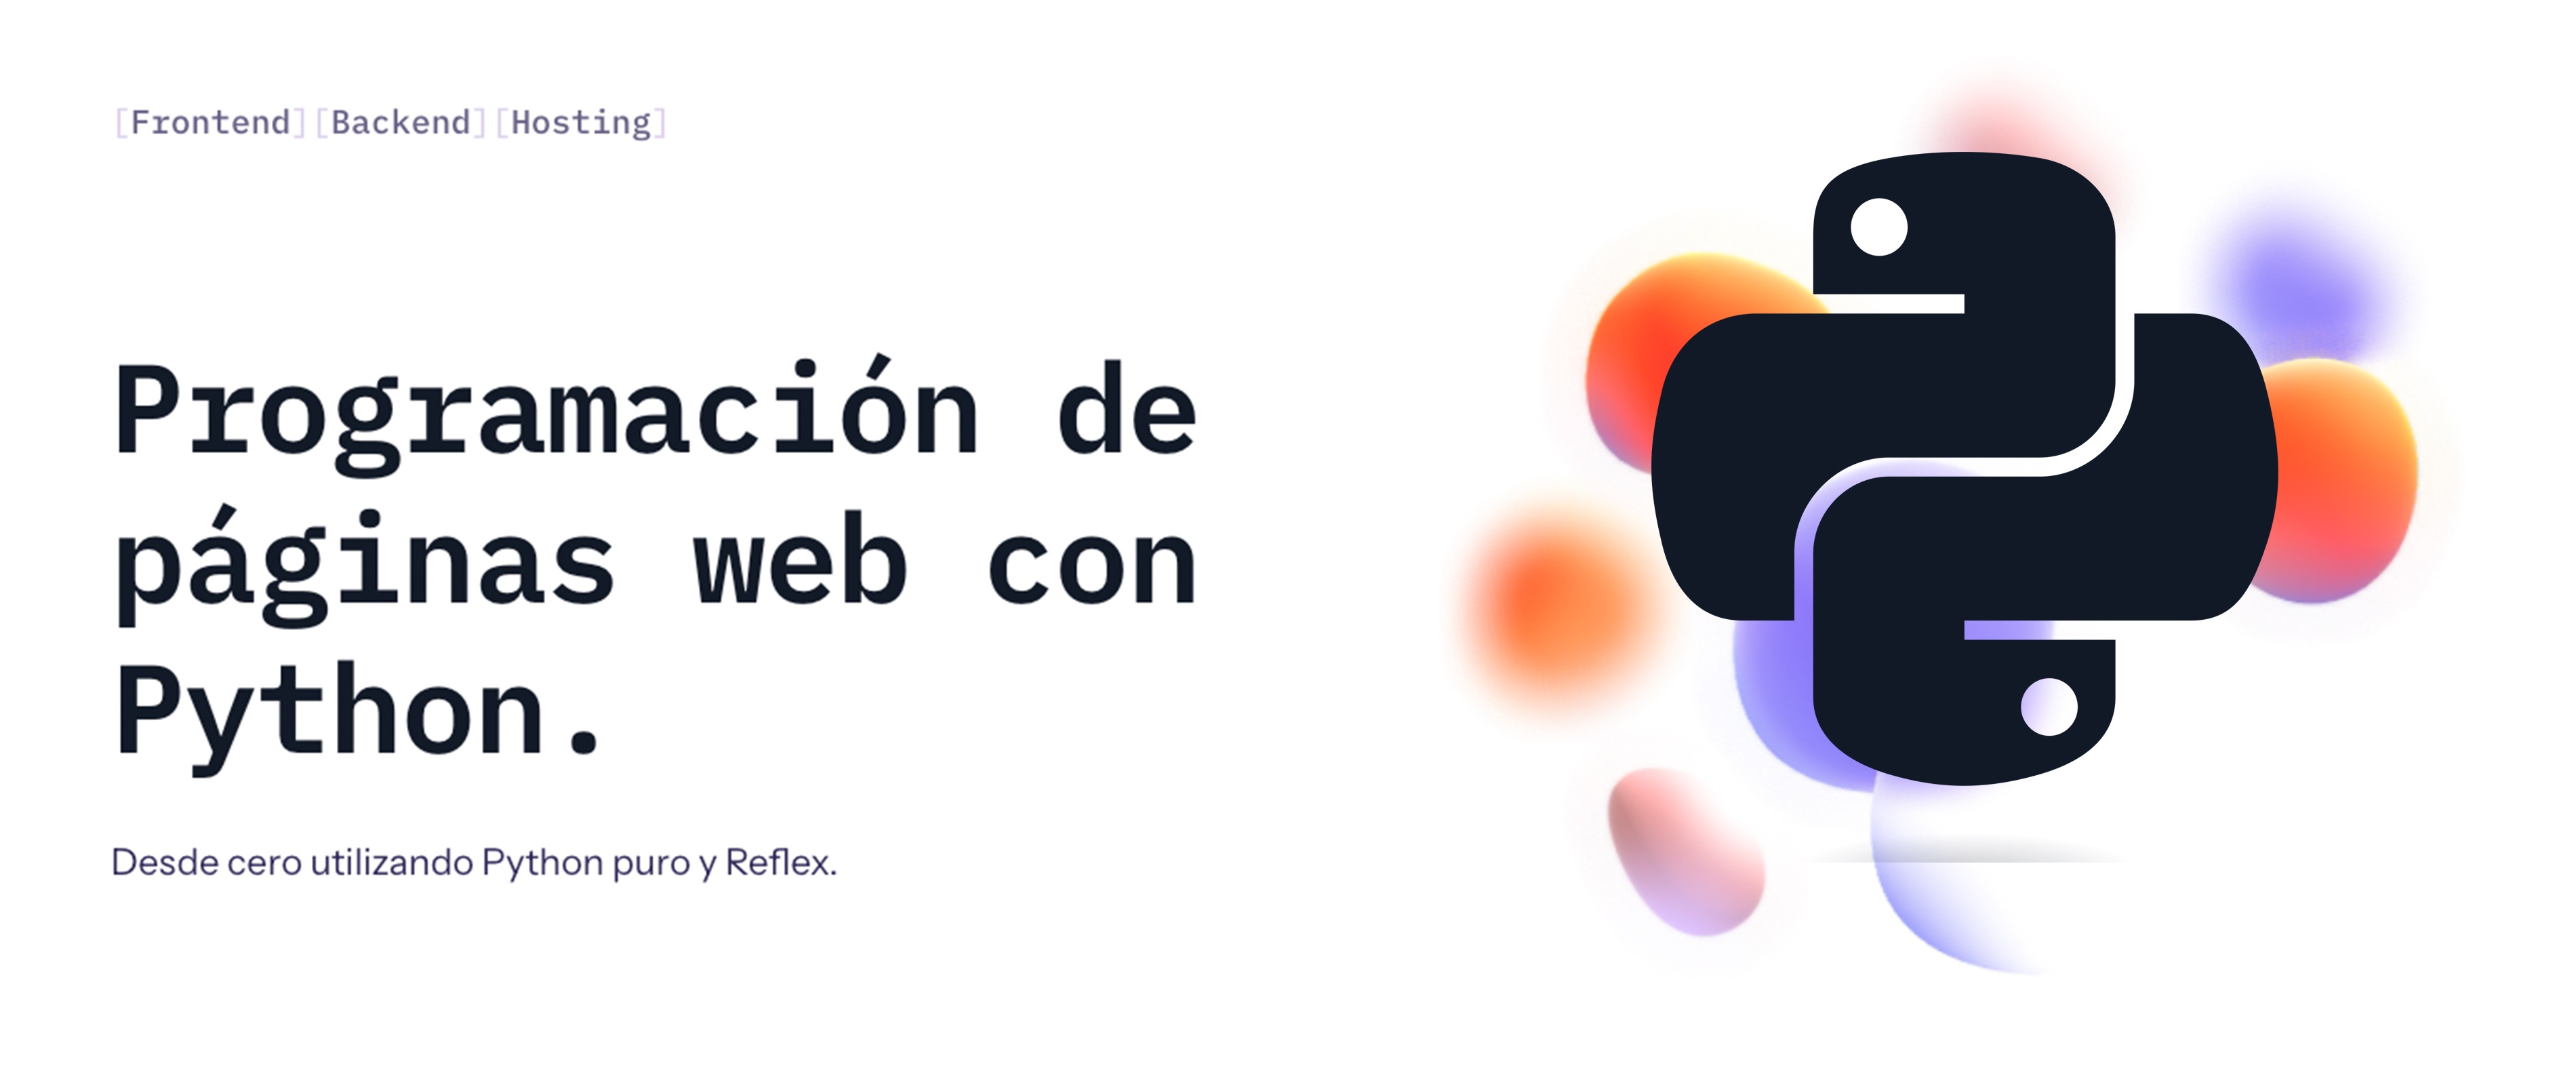 [Frontend][Backend][Hosting]
Programación de
páginas web con
Python.
Desde cero utilizando Python puro y Reflex.